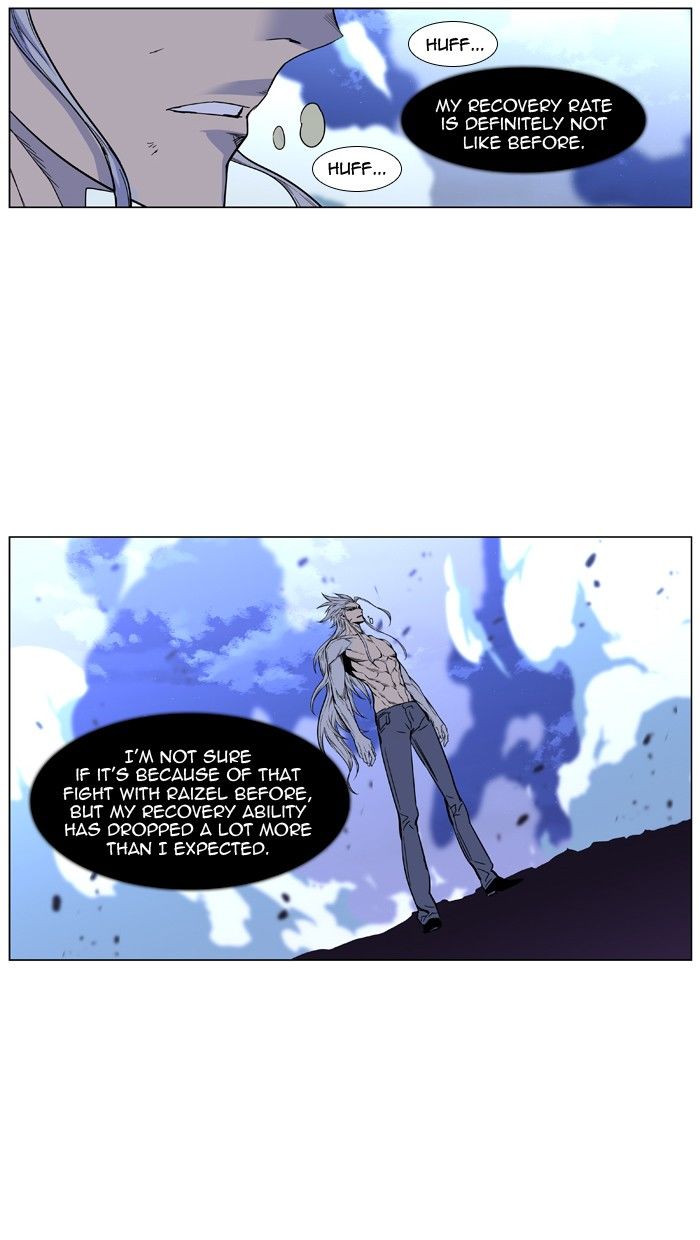 HUFF...
MY RECOVERY RATE
IS DEFINITELY NOT
LIKE BEFORE.
HUFF...
I'M NOT SURE
IF IT'S BECAUSE OF THAT
FIGHT WITH RAIZEL BEFORE,
BUT MY RECOVERY ABILITY
HAS DROPPED A LOT MORE
THAN I EXPECTED.